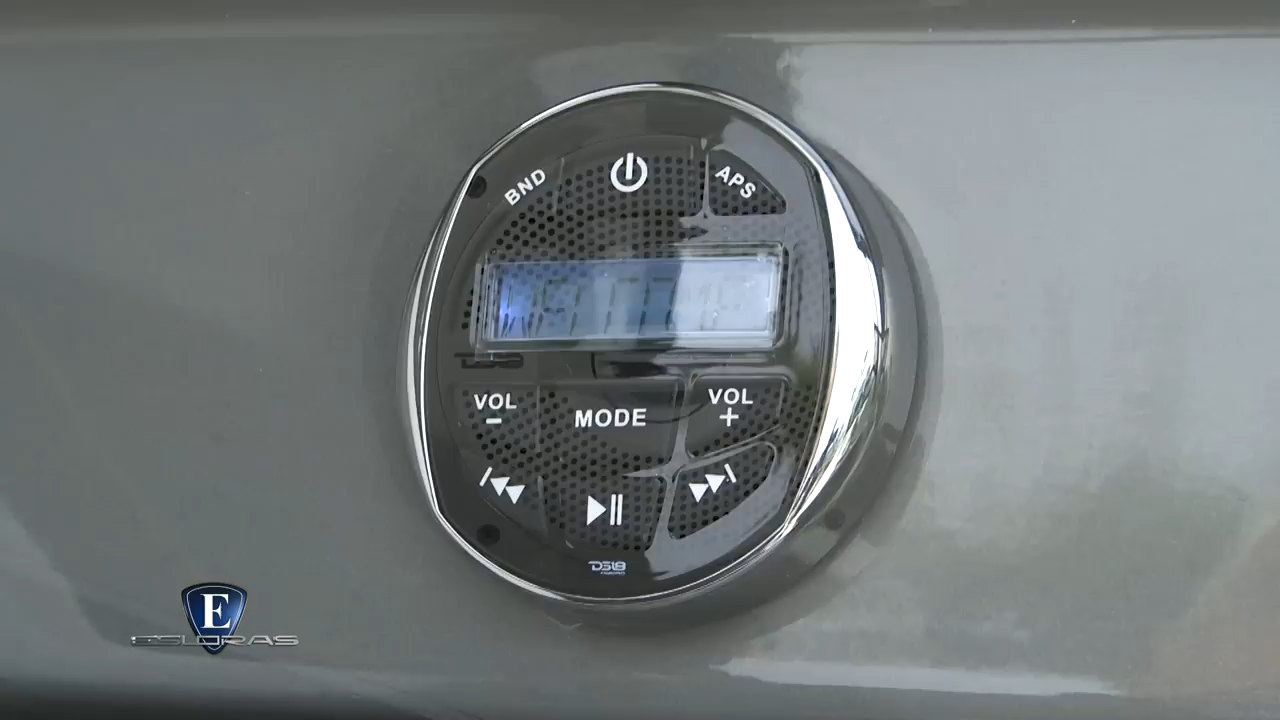 BND
APS
VOL
-
MODE
VOL
+
DS18
E
ESLORAS